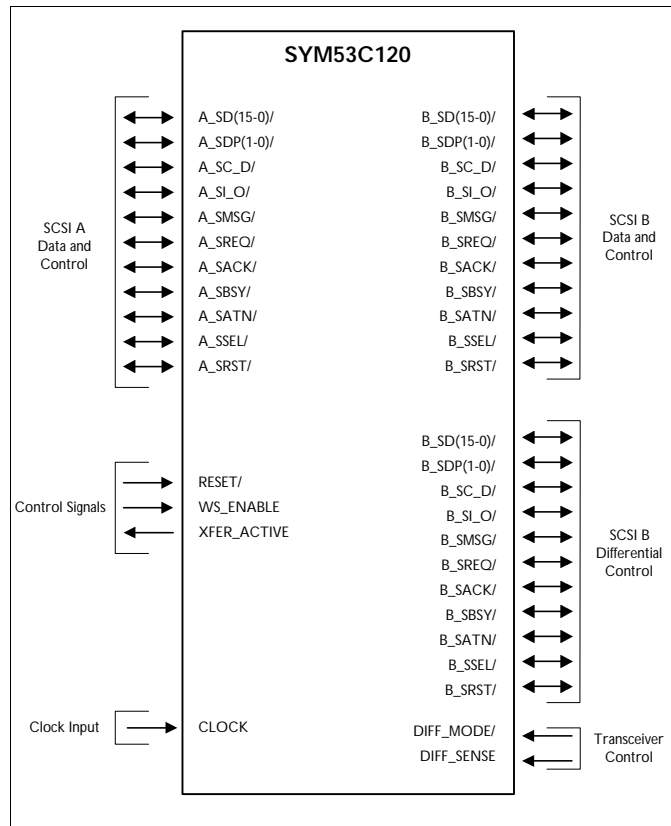 SYM53C120
SCSI A
Data and
Control
A_SD(15-0)/
A_SDP(1-0)/
A_SC_D/
A_SI_O/
A_SMSG/
A_SREQ/
A_SACK/
A_SBSY/
A_SATN/
A_SSEL/
A_SRST/
B_SD(15-0)/
B_SDP(1-0)/
B_SC_D/
B_SI_O/
B_SMSG/
B_SREQ/
B_SACK/
B_SBSY/
B_SATN/
B_SSEL/
B_SRST/
SCSI B
Data and
Control
Control Signals
RESET/
WS_ENABLE
XFER_ACTIVE
B_SD(15-0)/
B_SDP(1-0)/
B_SC_D/
B_SI_O/
B_SMSG/
B_SREQ/
B_SACK/
B_SBSY/
B_SATN/
B_SSEL/
B_SRST/
SCSI B
Differential
Control
Clock Input
CLOCK
DIFF_MODE/
DIFF_SENSE
Transceiver
Control